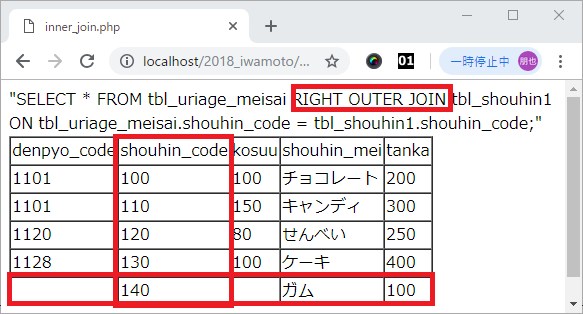 inner_join.php
localhost/2018_iwamoto/...
01
一時停止中
朋也
"SELECT * FROM tbl_uriage_meisai RIGHT OUTER JOIN tbl_shouhin1
ON tbl_uriage_meisai.shouhin_code = tbl_shouhin1.shouhin_code;"
denpyo_code shouhin_code kosuu shouhin_mei tanka
1101 100 100 チョコレート 200
1101 110 150 キャンディ 300
1120 120 80 せんべい 250
1128 130 100 ケーキ 400
140 ガム 100